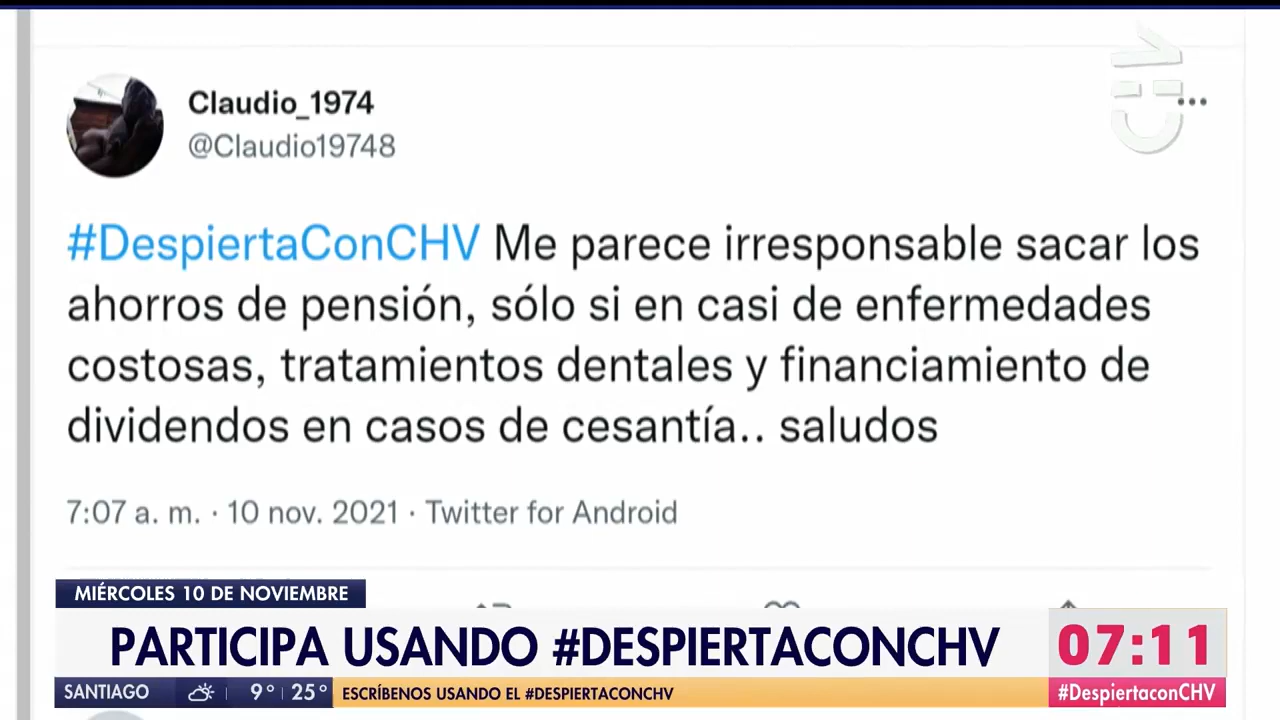 CHV
Claudio_1974
@Claudio19748
#DespiertaConCHV Me parece irresponsable sacar los
ahorros de pensión, sólo si en casi de enfermedades
costosas, tratamientos dentales y financiamiento de
dividendos en casos de cesantía.. saludos
7:07 a. m. · 10 nov. 2021 · Twitter for Android
MIÉRCOLES 10 DE NOVIEMBRE
PARTICIPA USANDO #DESPIERTACONCHV
07:11
SANTIAGO 9° 25° ESCRÍBENOS USANDO EL #DESPIERTACONCHV
#DespiertaconCHV